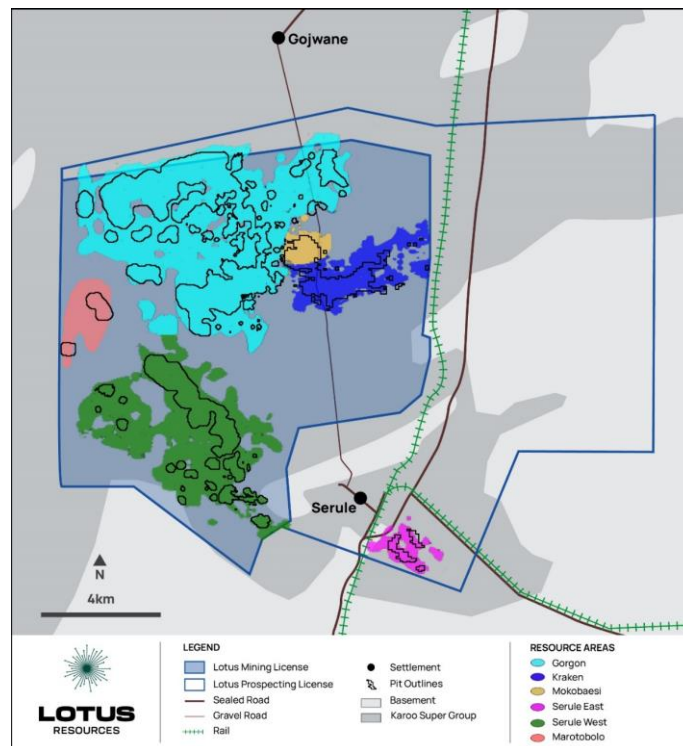 Gojwane
Serule
N
4km
LOTUS
RESOURCES
LEGEND
Lotus Mining License
Lotus Prospecting License
Sealed Road
Gravel Road
Rail
Settlement
Pit Outlines
Basement
Karoo Super Group
RESOURCE AREAS
Gorgon
Kraken
Mokobaesi
Serule East
Serule West
Marotobolo